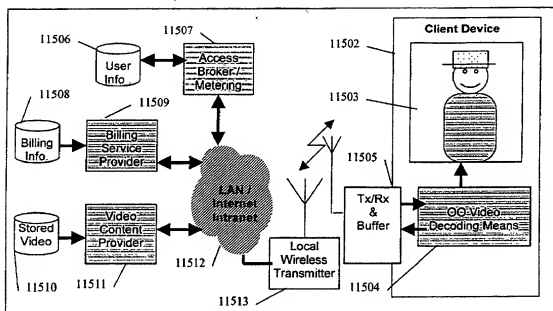 Client Device
11506
11507
11502
User
Info
Access
Broker /
Metering
11503
11508
11509
Billing
Info.
Billing
Service
Provider
11505
LAN /
Internet
Intranet
Tx/Rx
&
Buffer
OO Video
Decoding Means
Stored
Video
Video
Content
Provider
Local
Wireless
Transmitter
11512
11504
11510
11511
11513